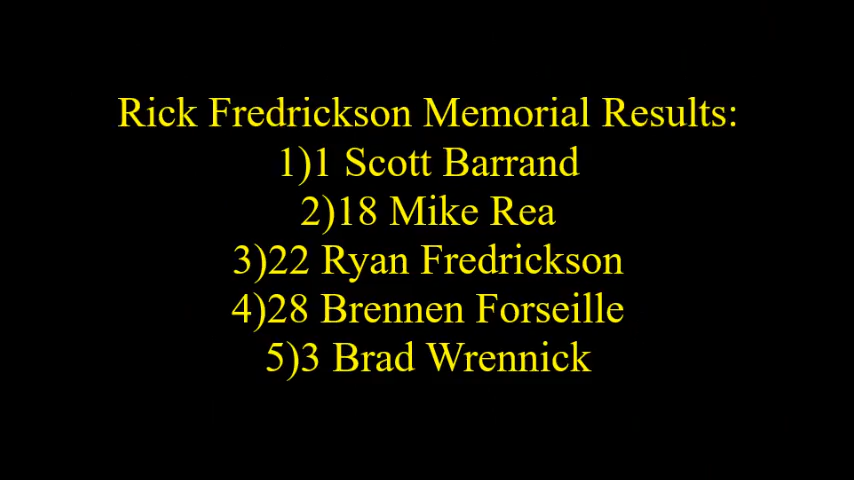 Rick Fredrickson Memorial Results:
1)1 Scott Barrand
2)18 Mike Rea
3)22 Ryan Fredrickson
4)28 Brennen Forseille
5)3 Brad Wrennick